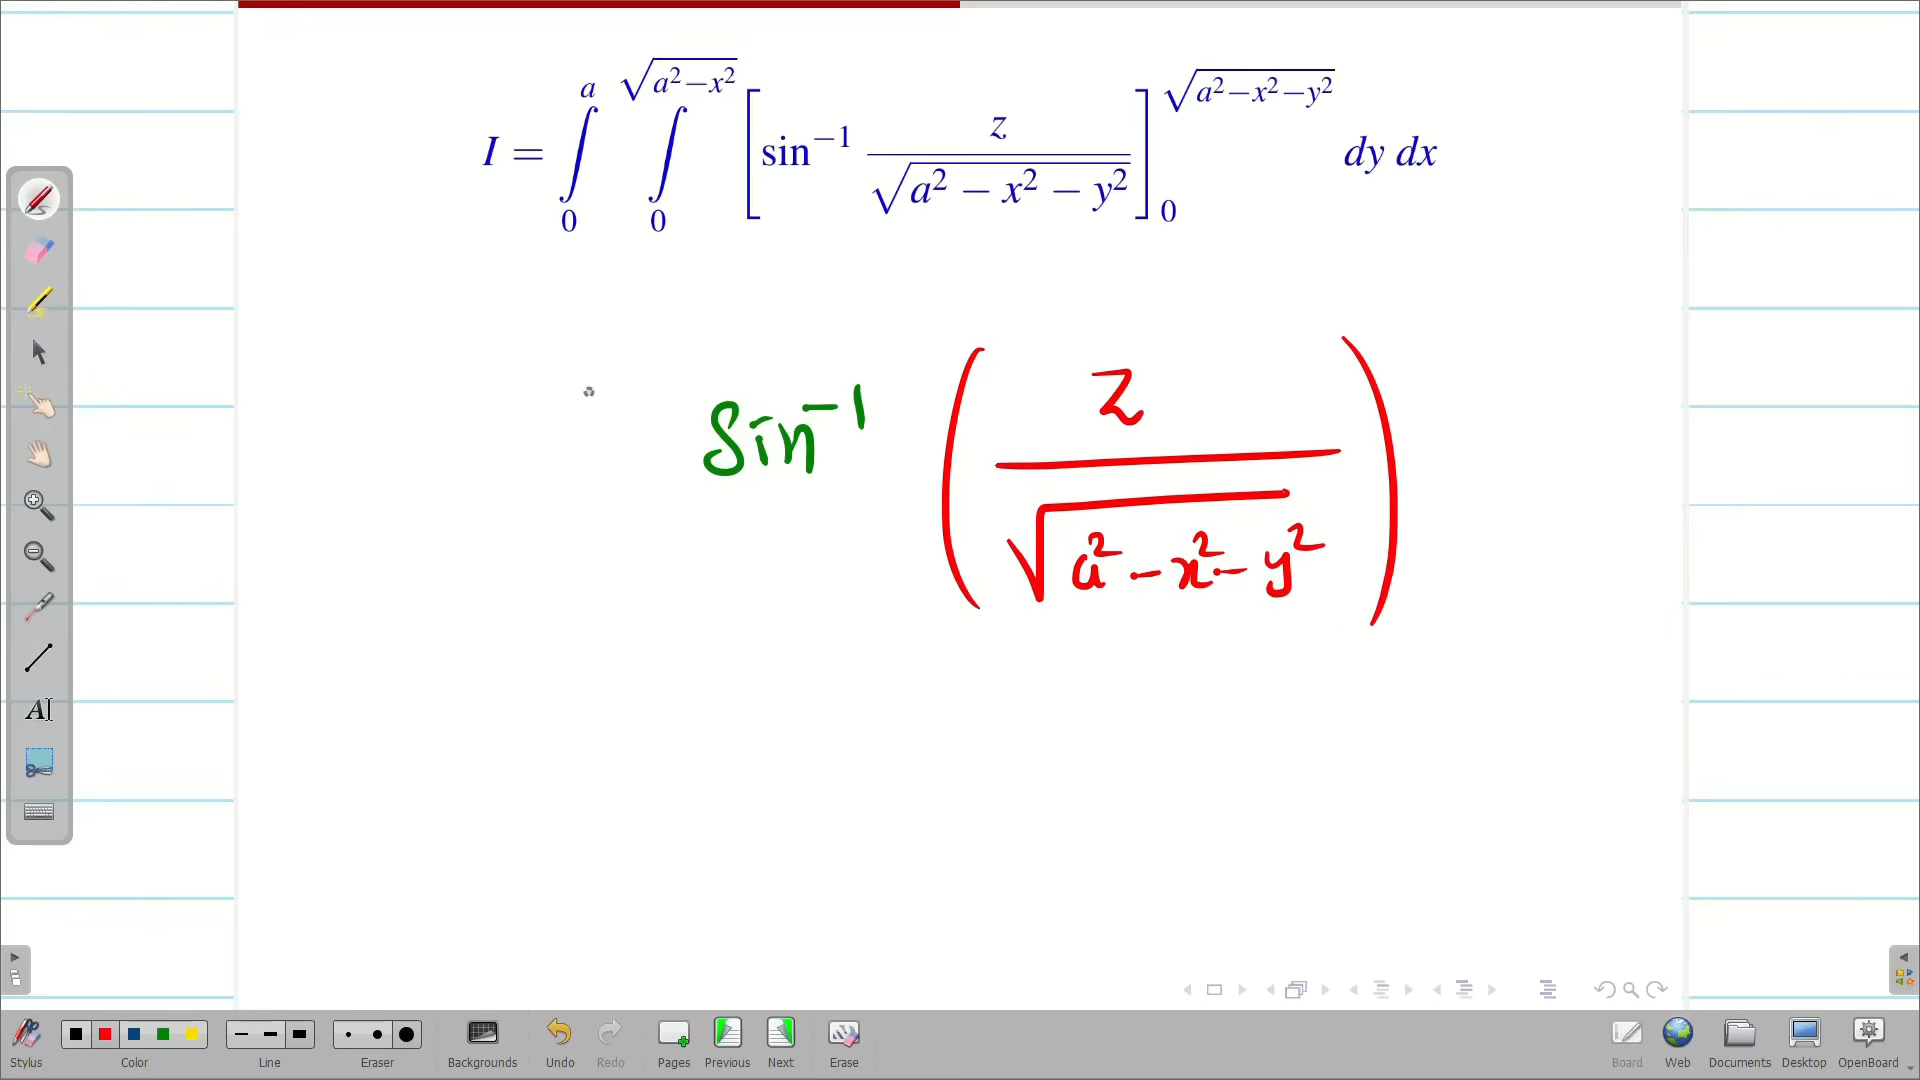 I = ∫₀^a ∫₀^√(a²−x²) [sin⁻¹ z/√(a² − x² − y²)]₀^√(a²−x²−y²) dy dx
Sin⁻¹ (z/√(a² - x² - y²))
A
Stylus Color Line Eraser Backgrounds Undo Redo Pages Previous Next Erase Board Web Documents Desktop OpenBoard